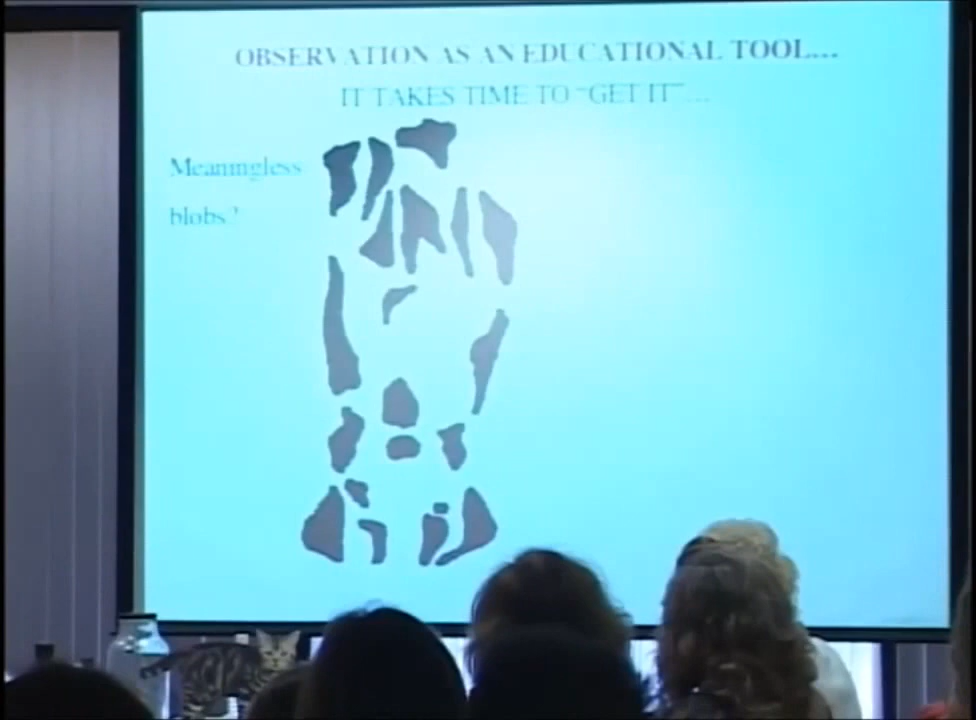 OBSERVATION AS AN EDUCATIONAL TOOL...
IT TAKES TIME TO "GET IT"...
Meaningless
blobs?